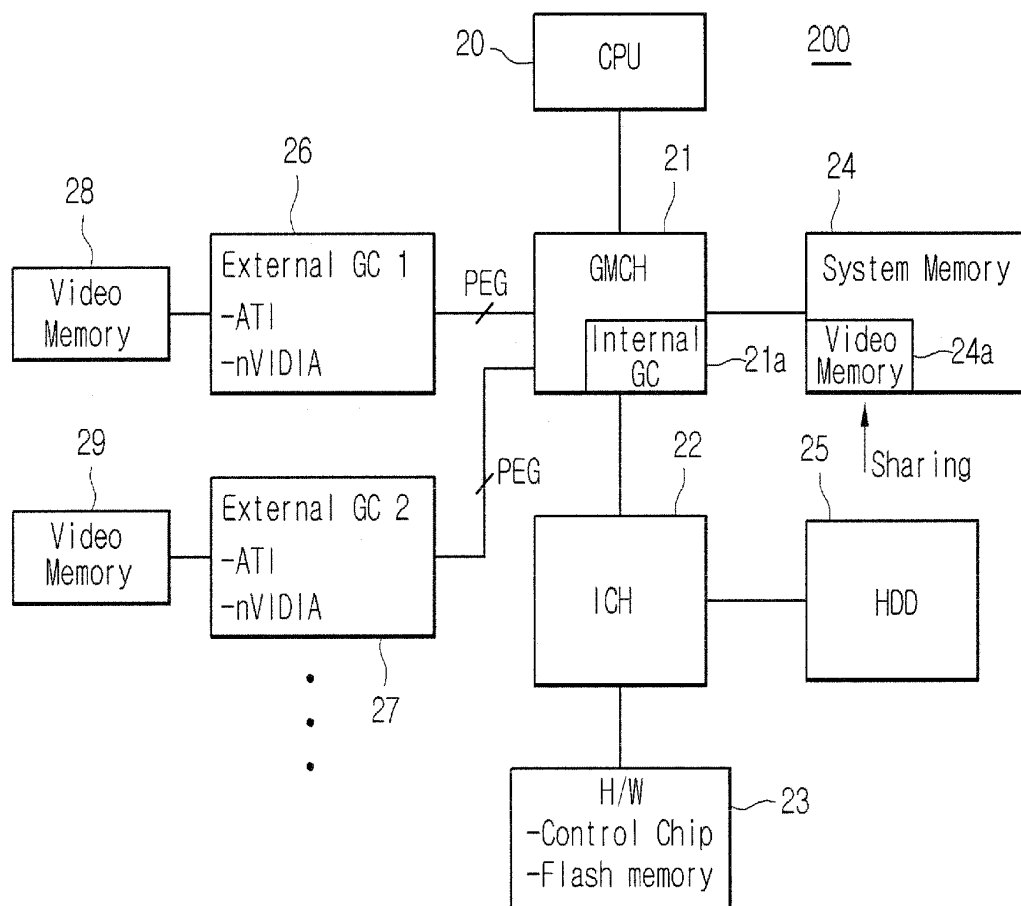 20
CPU
200
26
21
24
28
External GC 1
-ATI
-nVIDIA
PEG
GMCH
System Memory
Video
Memory
Internal
GC
21a
Video
Memory
24a
29
PEG
22
25
Sharing
External GC 2
-ATI
-nVIDIA
Video
Memory
ICH
HDD
27
H/W
-Control Chip
-Flash memory
23